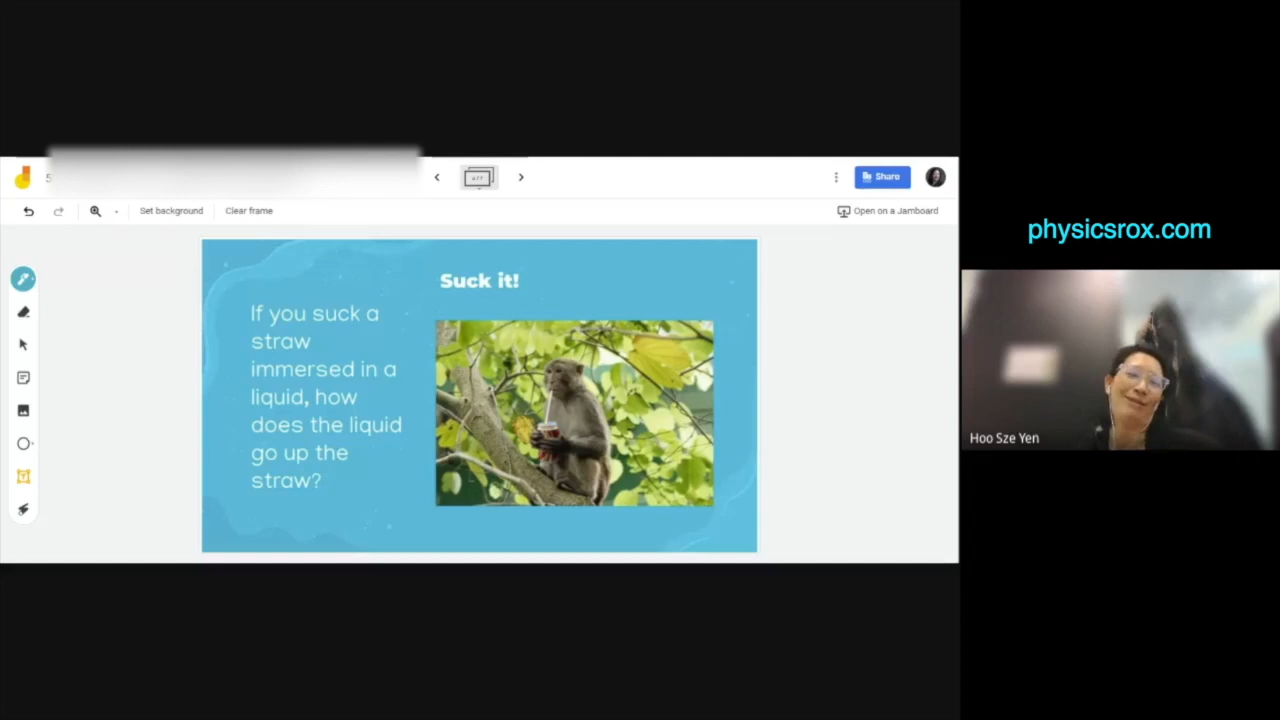 5
Share
Set background
Clear frame
Open on a Jamboard
Suck it!
If you suck a
straw
immersed in a
liquid, how
does the liquid
go up the
straw?
physicsrox.com
Hoo Sze Yen